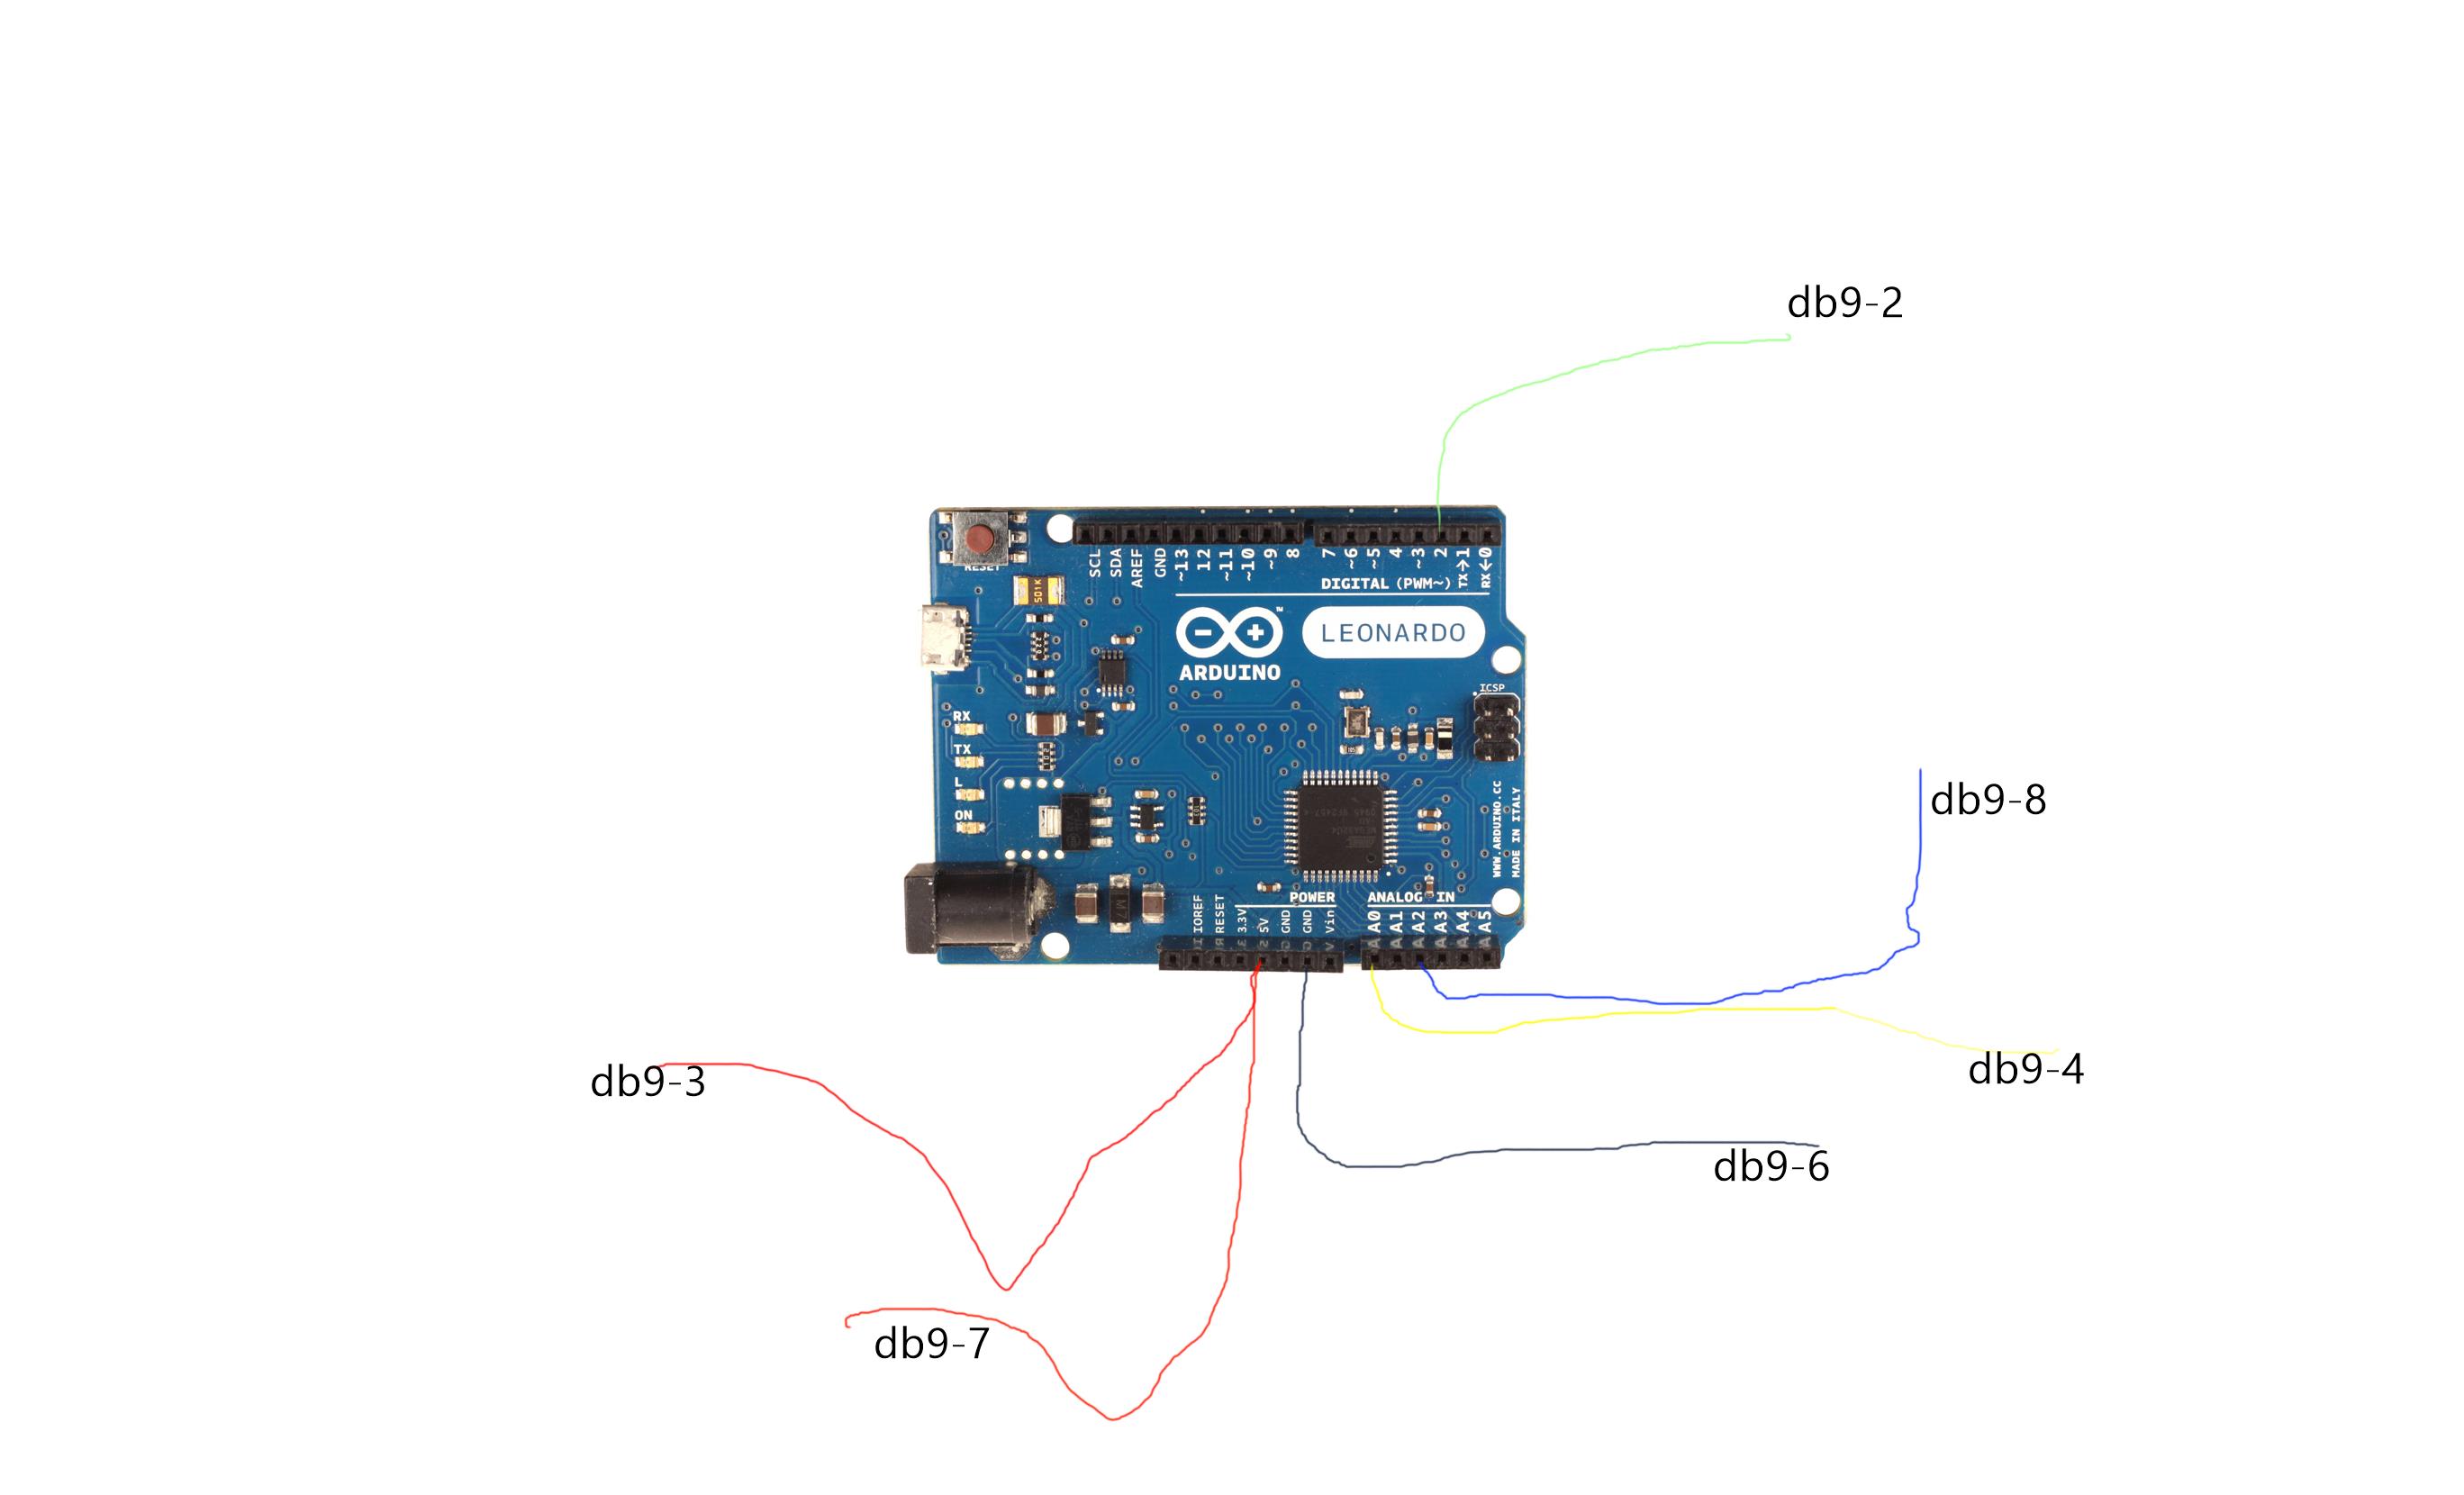 db9-2
RESET
SCL SDA AREF GND ~13 12 ~11 ~10 ~9 8 7 ~6 ~5 4 ~3 2 TX→1 RX←0
DIGITAL (PWM~)
501K
LEONARDO
ARDUINO
™
ICSP
RX
TX
L
ON
WWW.ARDUINO.CC
MADE IN ITALY
db9-8
POWER ANALOG IN
IOREF RESET 3.3V 5V GND GND Vin A0 A1 A2 A3 A4 A5
db9-3
db9-4
db9-6
db9-7